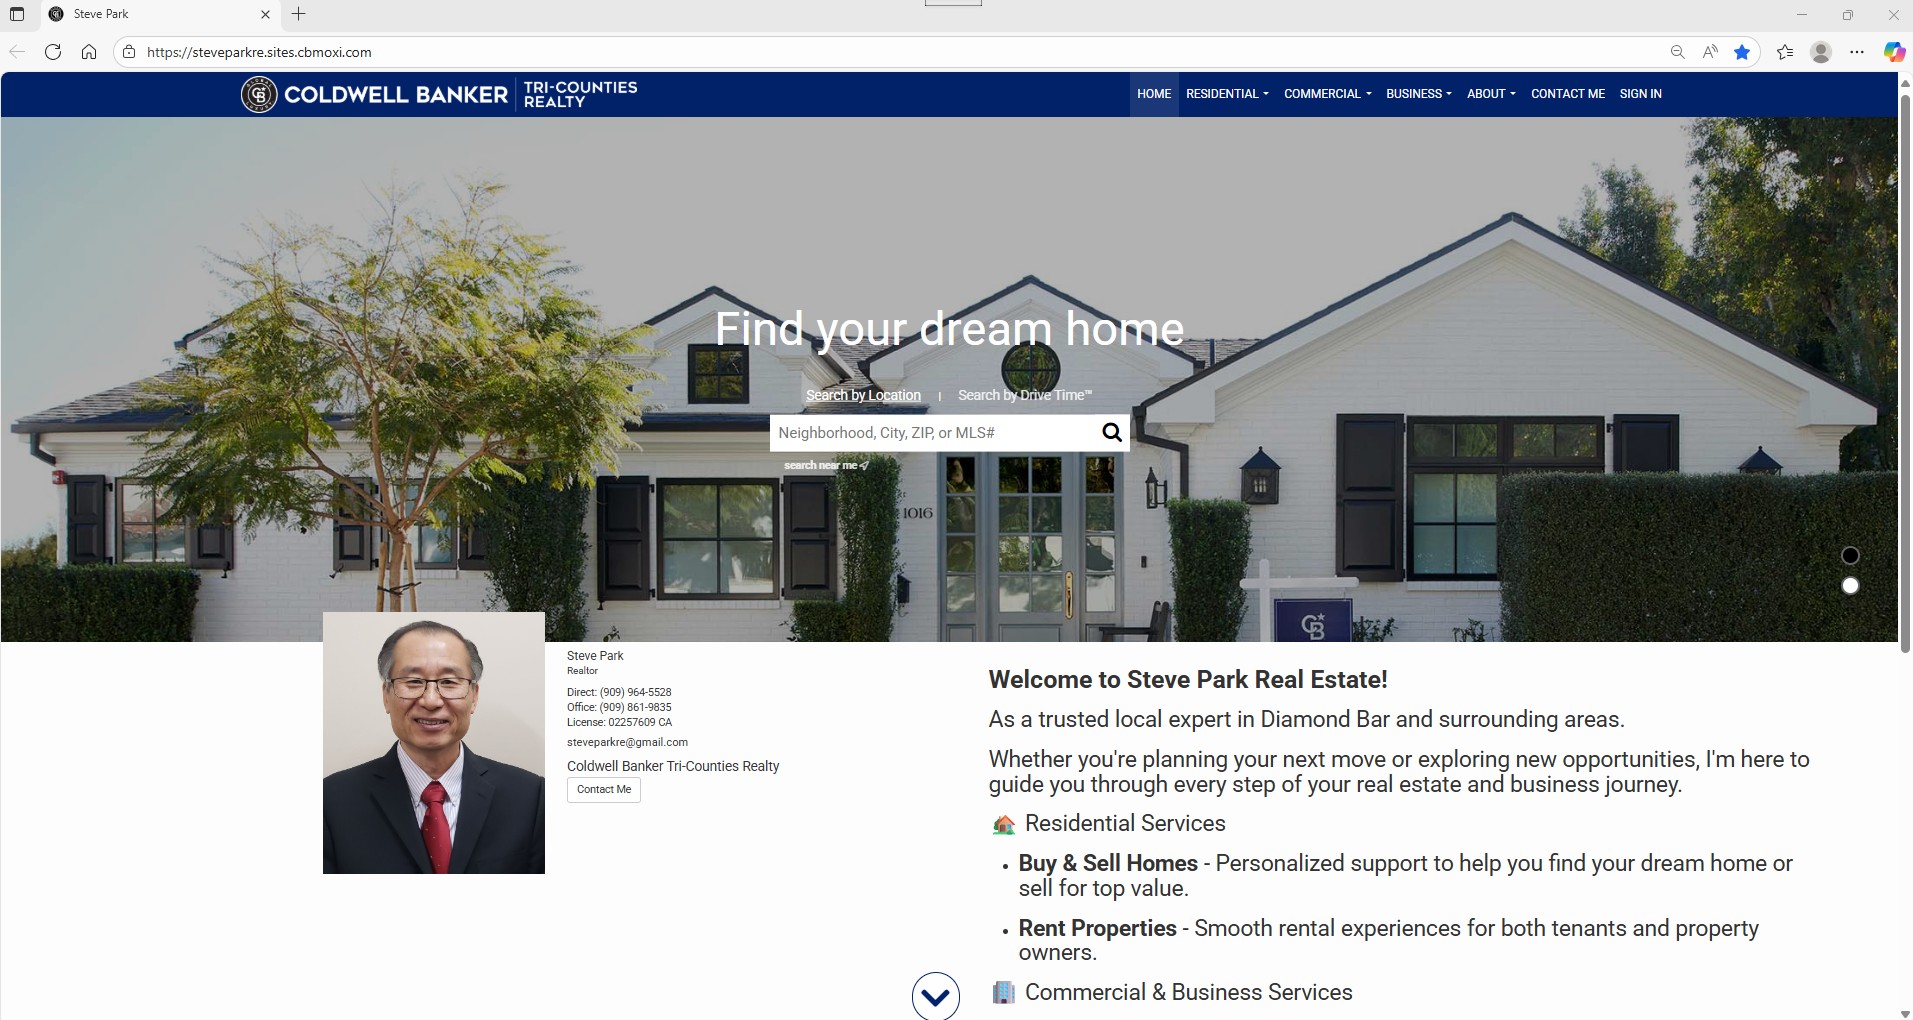 Steve Park
https://steveparkre.sites.cbmoxi.com
COLDWELL BANKER
TRI-COUNTIES
REALTY
HOME
RESIDENTIAL
COMMERCIAL
BUSINESS
ABOUT
CONTACT ME
SIGN IN
Find your dream home
Search by Location | Search by Drive Time™
Neighborhood, City, ZIP, or MLS#
search near me
1016
CB
Steve Park
Realtor
Direct: (909) 964-5528
Office: (909) 861-9835
License: 02257609 CA
steveparkre@gmail.com
Coldwell Banker Tri-Counties Realty
Contact Me
Welcome to Steve Park Real Estate!
As a trusted local expert in Diamond Bar and surrounding areas.
Whether you're planning your next move or exploring new opportunities, I'm here to
guide you through every step of your real estate and business journey.
Residential Services
• Buy & Sell Homes - Personalized support to help you find your dream home or
sell for top value.
• Rent Properties - Smooth rental experiences for both tenants and property
owners.
Commercial & Business Services